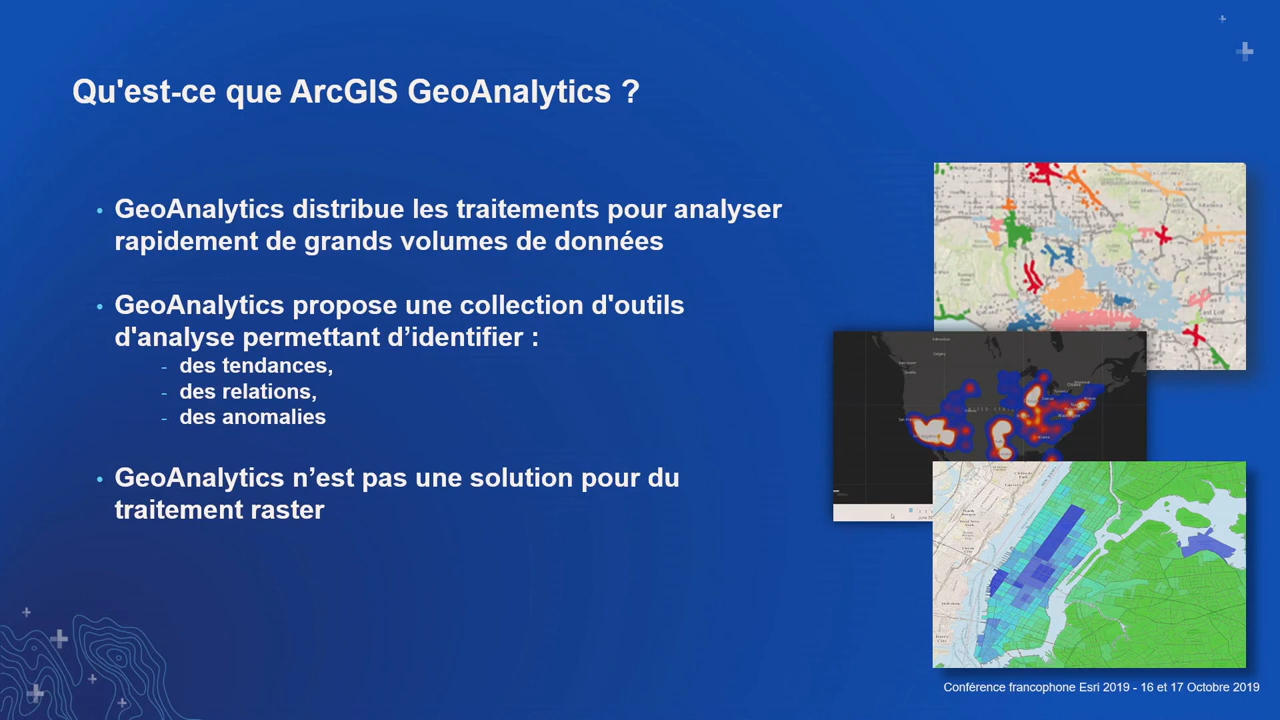 Qu'est-ce que ArcGIS GeoAnalytics ?
• GeoAnalytics distribue les traitements pour analyser
rapidement de grands volumes de données
• GeoAnalytics propose une collection d'outils
d'analyse permettant d’identifier :
- des tendances,
- des relations,
- des anomalies
• GeoAnalytics n’est pas une solution pour du
traitement raster
Conférence francophone Esri 2019 - 16 et 17 Octobre 2019